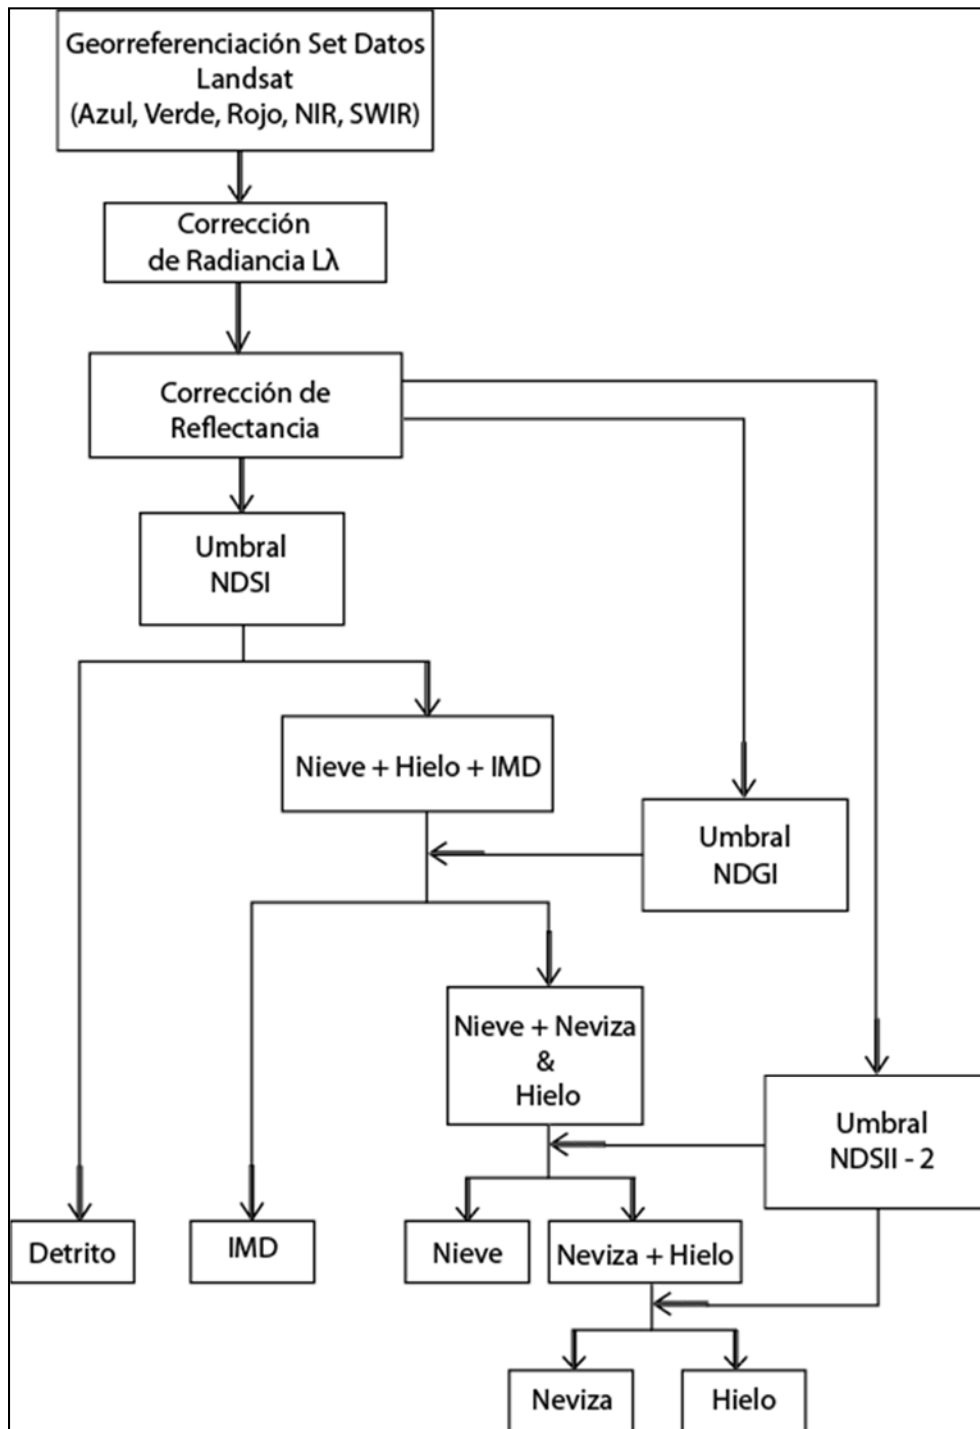 Georreferenciación Set Datos
Landsat
(Azul, Verde, Rojo, NIR, SWIR)
Corrección
de Radiancia Lλ
Corrección de
Reflectancia
Umbral
NDSI
Nieve + Hielo + IMD
Umbral
NDGI
Nieve + Neviza
&
Hielo
Umbral
NDSII - 2
Detrito
IMD
Nieve
Neviza + Hielo
Neviza
Hielo